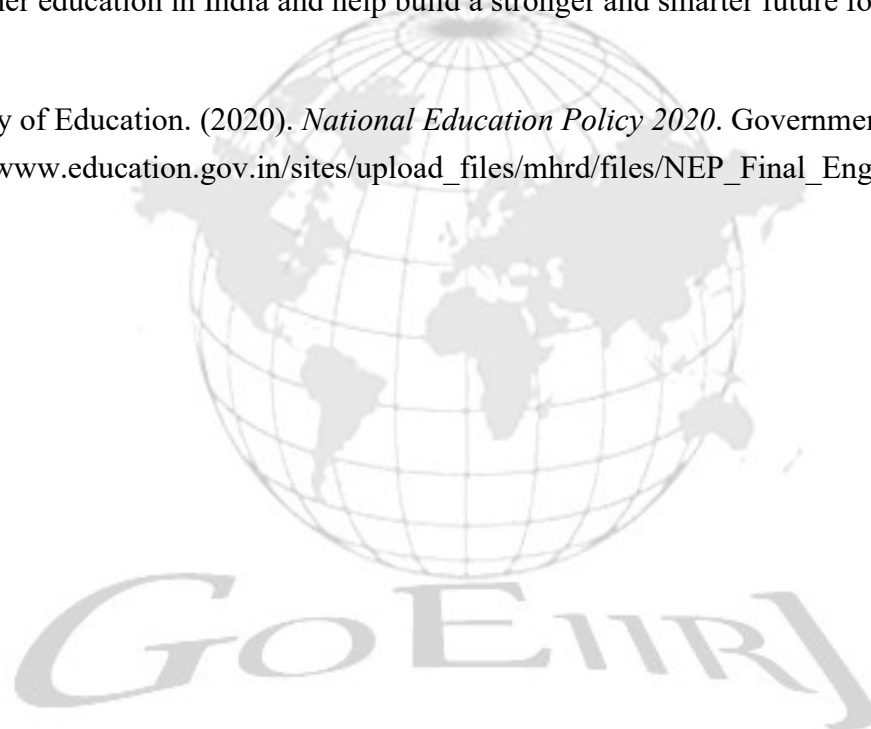 her education in India and help build a stronger and smarter future fo
y of Education. (2020). National Education Policy 2020. Governmen
www.education.gov.in/sites/upload_files/mhrd/files/NEP_Final_Eng
GOEIIRJ